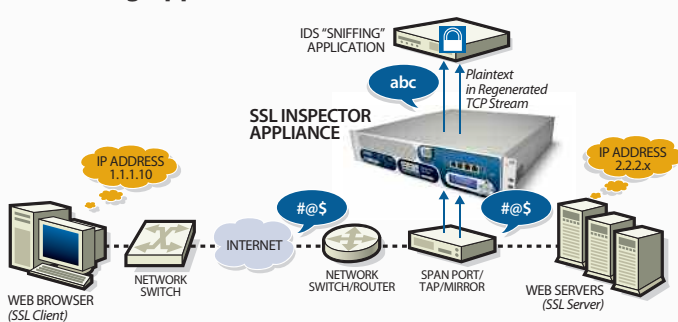 IDS "SNIFFING"
APPLICATION
abc
Plaintext
in Regenerated
TCP Stream
SSL INSPECTOR
APPLIANCE
IP ADDRESS
1.1.1.10
IP ADDRESS
2.2.2.x
#@$
#@$
INTERNET
NETWORK
SWITCH
NETWORK
SWITCH/ROUTER
SPAN PORT/
TAP/MIRROR
WEB BROWSER
(SSL Client)
WEB SERVERS
(SSL Server)